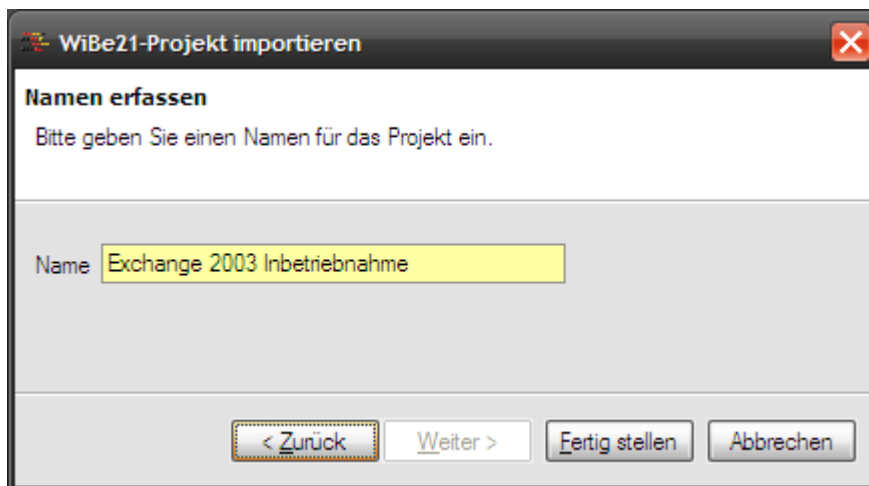 WiBe21-Projekt importieren
Namen erfassen
Bitte geben Sie einen Namen für das Projekt ein.
Name Exchange 2003 Inbetriebnahme
< Zurück Weiter > Fertig stellen Abbrechen